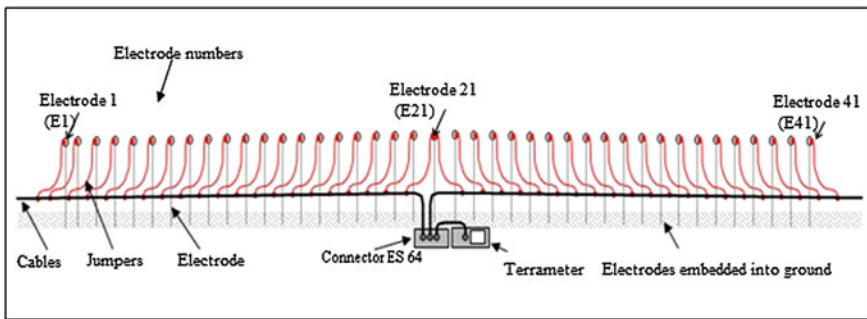 Electrode numbers
Electrode 1
(E1)
Electrode 21
(E21)
Electrode 41
(E41)
Cables
Jumpers
Electrode
Connector ES 64
Terrameter
Electrodes embedded into ground